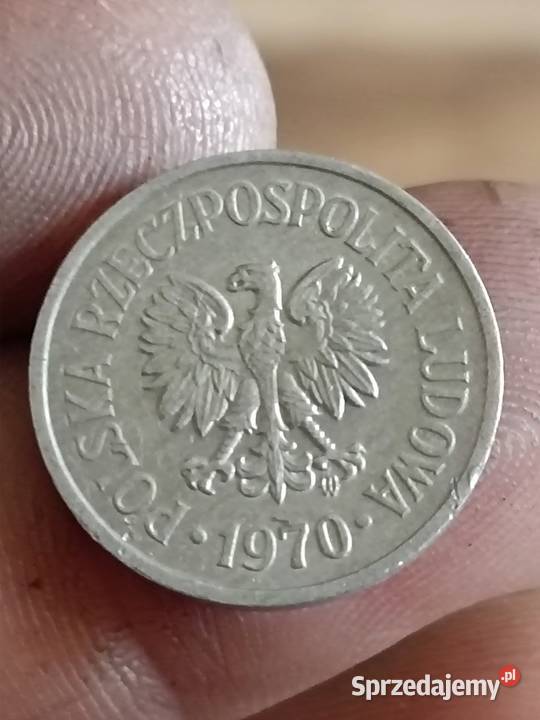 POLSKA RZECZPOSPOLITA LUDOWA
· 1970 ·
Sprzedajemy.pl